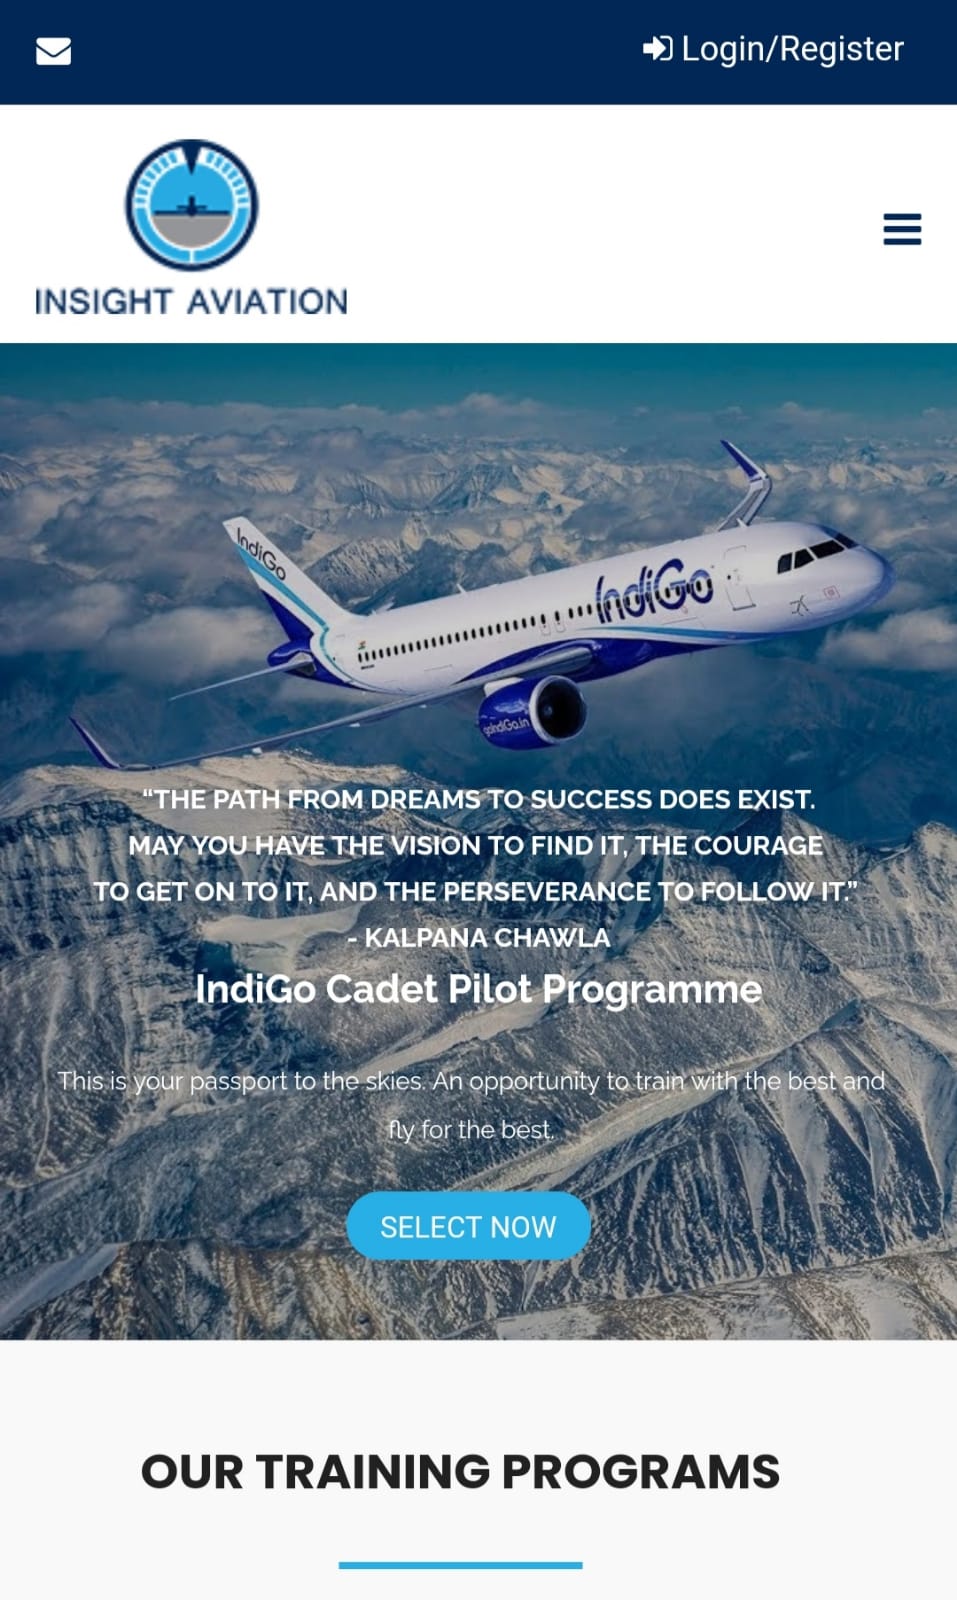 Login/Register
INSIGHT AVIATION
IndiGo
IndiGo
goIndiGo.in
“THE PATH FROM DREAMS TO SUCCESS DOES EXIST.
MAY YOU HAVE THE VISION TO FIND IT, THE COURAGE
TO GET ON TO IT, AND THE PERSEVERANCE TO FOLLOW IT.”
- KALPANA CHAWLA
IndiGo Cadet Pilot Programme
This is your passport to the skies. An opportunity to train with the best and
fly for the best.
SELECT NOW
OUR TRAINING PROGRAMS